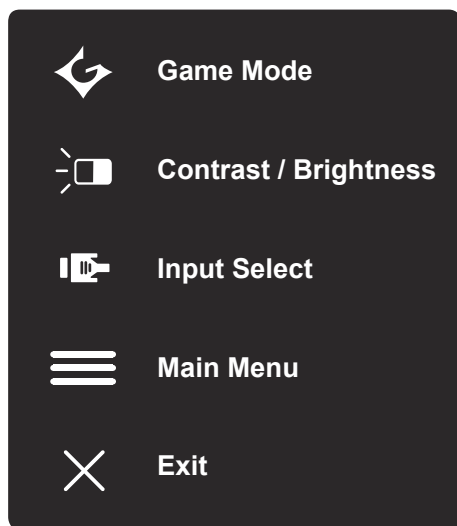 Game Mode
Contrast / Brightness
Input Select
Main Menu
Exit